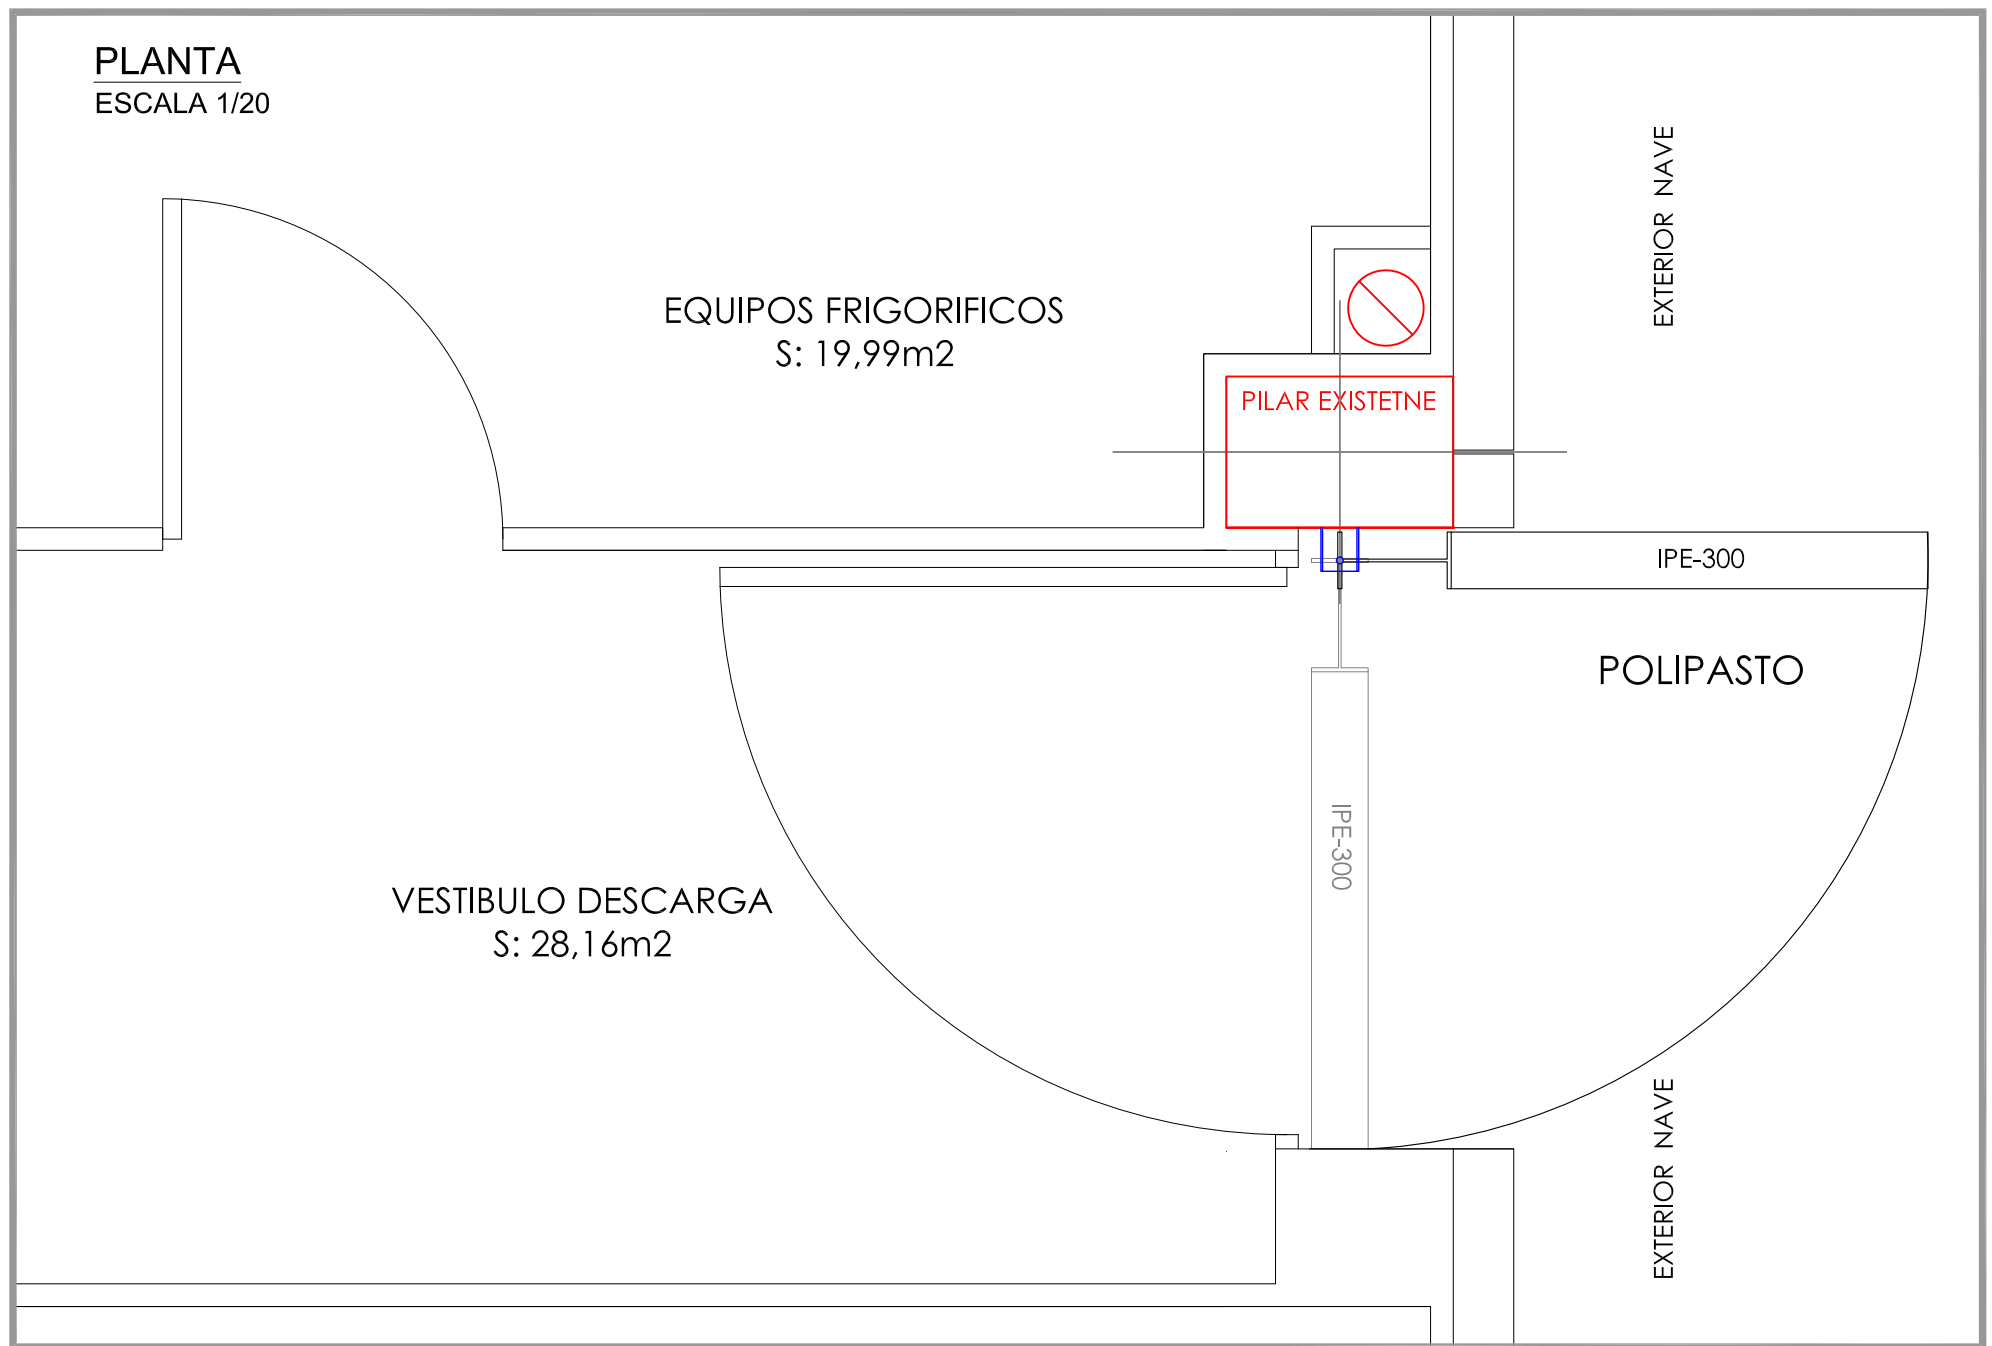 PLANTA
ESCALA 1/20
EXTERIOR NAVE
EQUIPOS FRIGORIFICOS
S: 19,99m2
PILAR EXISTETNE
IPE-300
POLIPASTO
IPE-300
VESTIBULO DESCARGA
S: 28,16m2
EXTERIOR NAVE